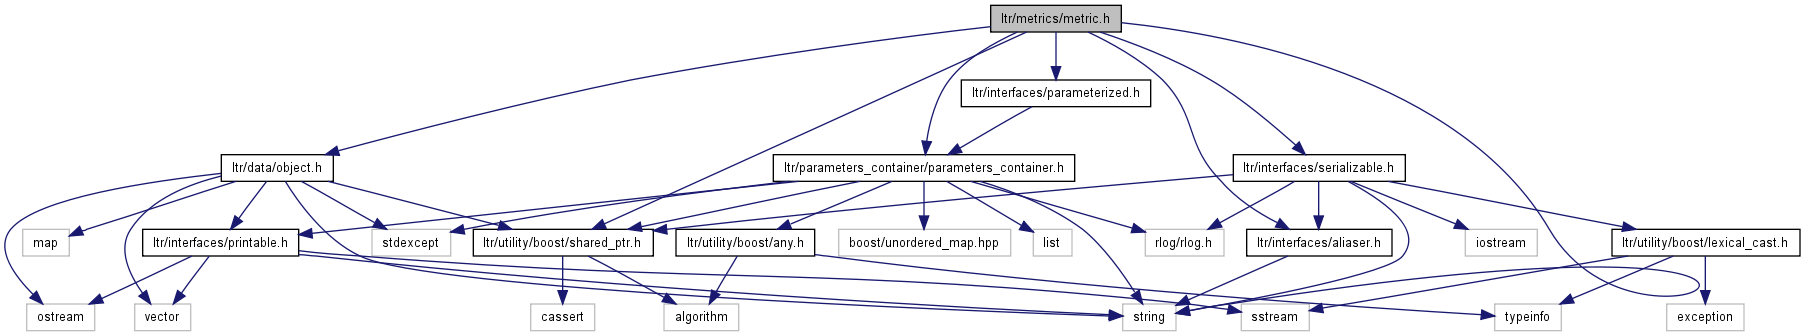 ltr/metrics/metric.h
ltr/interfaces/parameterized.h
ltr/data/object.h
ltr/parameters_container/parameters_container.h
ltr/interfaces/serializable.h
map
ltr/interfaces/printable.h
stdexcept
ltr/utility/boost/shared_ptr.h
ltr/utility/boost/any.h
boost/unordered_map.hpp
list
rlog/rlog.h
ltr/interfaces/aliaser.h
iostream
ltr/utility/boost/lexical_cast.h
ostream
vector
cassert
algorithm
string
sstream
typeinfo
exception